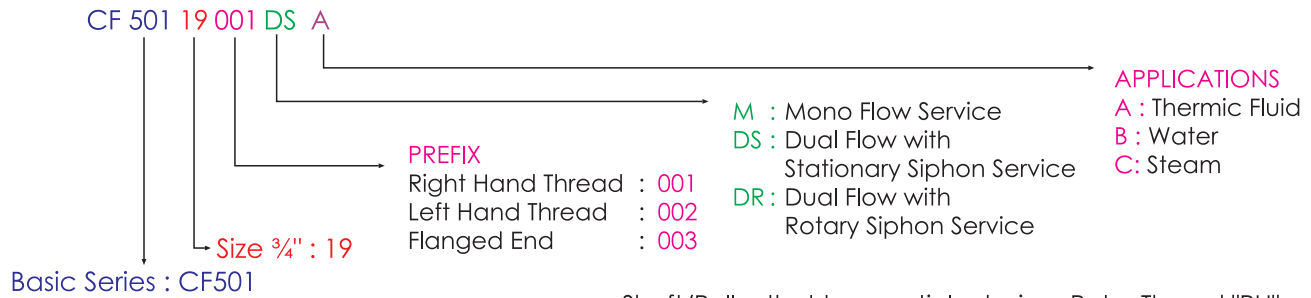 CF 501 19 001 DS A
APPLICATIONS
A : Thermic Fluid
B : Water
C: Steam
M : Mono Flow Service
DS : Dual Flow with
Stationary Siphon Service
DR : Dual Flow with
Rotary Siphon Service
PREFIX
Right Hand Thread : 001
Left Hand Thread : 002
Flanged End : 003
Size ¾" : 19
Basic Series : CF501